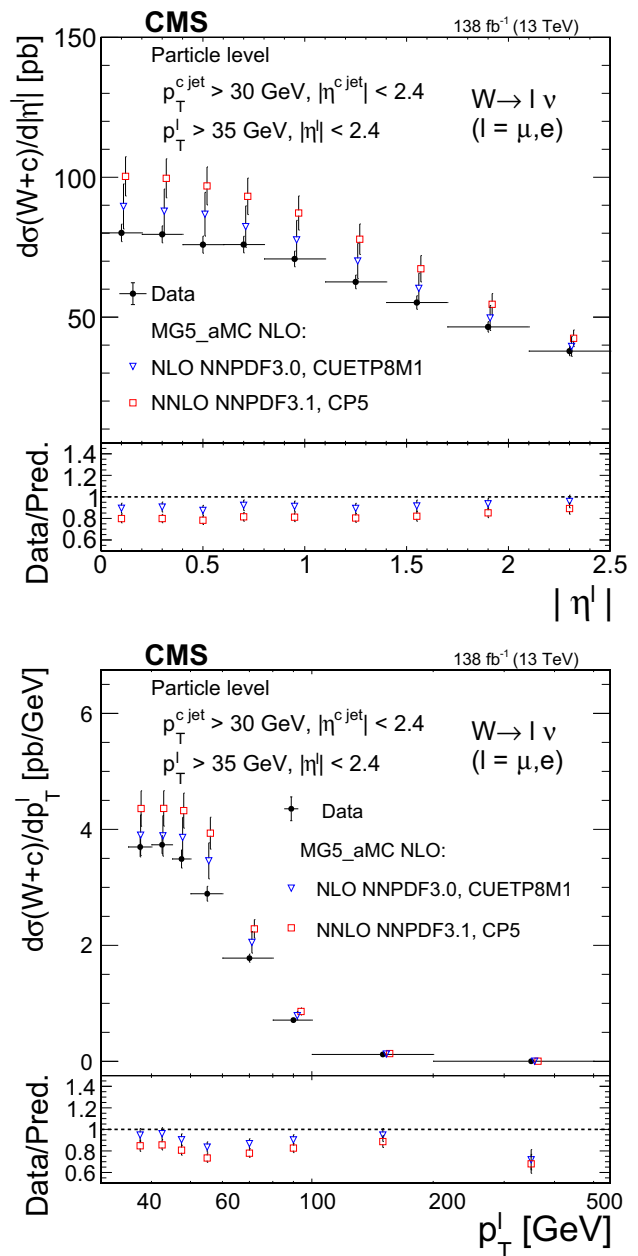 CMS
138 fb⁻¹ (13 TeV)
dσ(W+c)/d|η^l| [pb]
150
100
50
Particle level
p_T^{c jet} > 30 GeV, |η^{c jet}| < 2.4
p_T^l > 35 GeV, |η^l| < 2.4
W → l ν
(l = μ,e)
Data
MG5_aMC NLO:
NLO NNPDF3.0, CUETP8M1
NNLO NNPDF3.1, CP5
Data/Pred.
1.4
1.2
1
0.8
0.6
0 0.5 1 1.5 2 2.5
| η^l |
CMS
138 fb⁻¹ (13 TeV)
dσ(W+c)/dp_T^l [pb/GeV]
6
4
2
0
Particle level
p_T^{c jet} > 30 GeV, |η^{c jet}| < 2.4
p_T^l > 35 GeV, |η^l| < 2.4
W → l ν
(l = μ,e)
Data
MG5_aMC NLO:
NLO NNPDF3.0, CUETP8M1
NNLO NNPDF3.1, CP5
Data/Pred.
1.4
1.2
1
0.8
0.6
40 60 100 200 500
p_T^l [GeV]